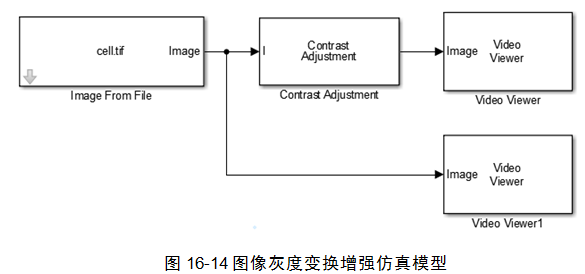 cell.tif
Image
Image From File
I
Contrast
Adjustment
Contrast Adjustment
Image
Video
Viewer
Video Viewer
Image
Video
Viewer
Video Viewer1
图 16-14 图像灰度变换增强仿真模型